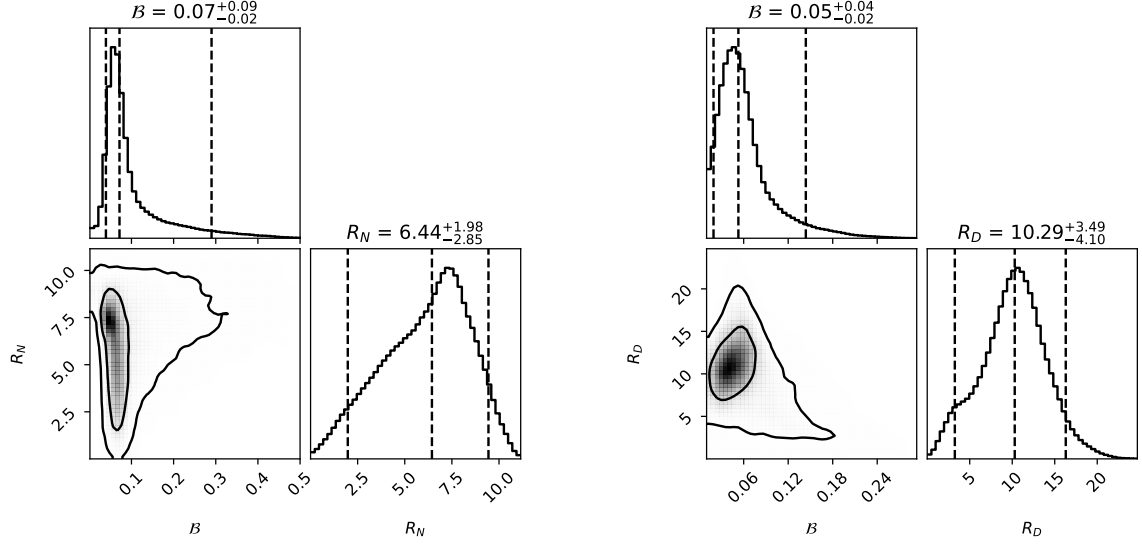 ℬ = 0.07 +0.09 −0.02
ℬ = 0.05 +0.04 −0.02
R_N = 6.44 +1.98 −2.85
R_D = 10.29 +3.49 −4.10
10.0
7.5
5.0
2.5
R_N
0.1 0.2 0.3 0.4 0.5
ℬ
2.5 5.0 7.5 10.0
R_N
20
15
10
5
R_D
0.06 0.12 0.18 0.24
ℬ
5 10 15 20
R_D